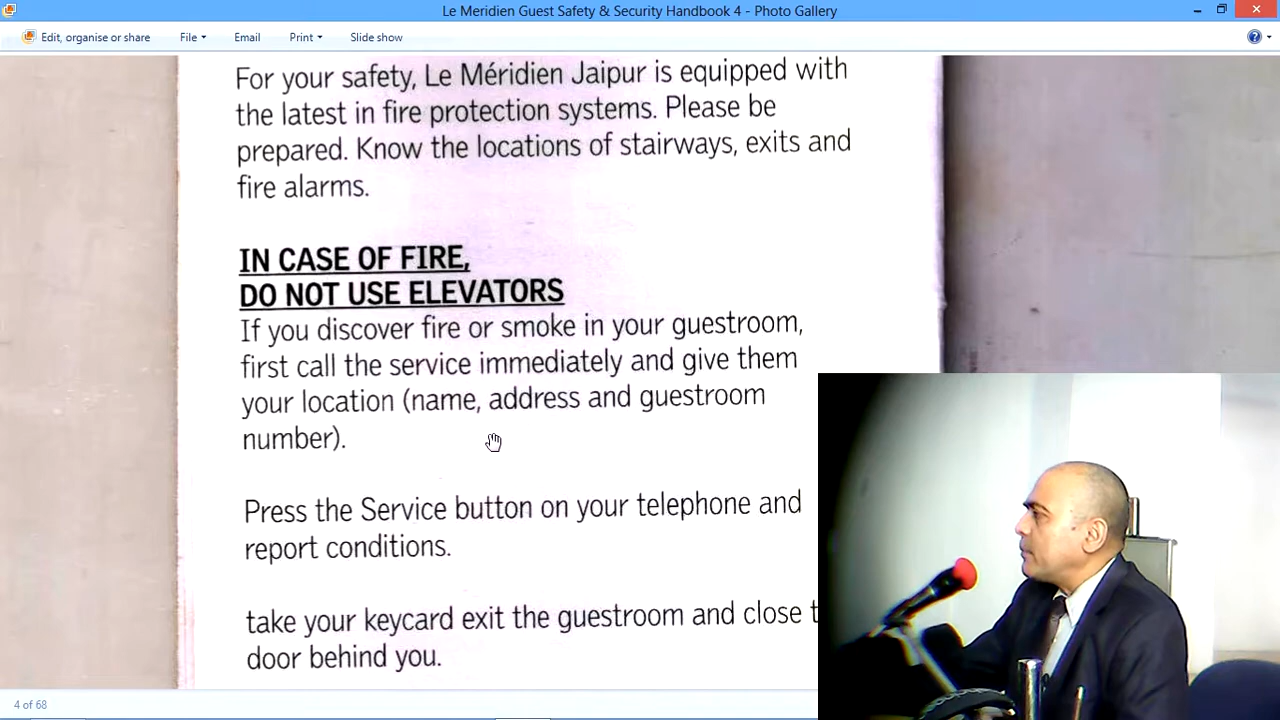 Le Meridien Guest Safety & Security Handbook 4 - Photo Gallery
Edit, organise or share File Email Print Slide show
For your safety, Le Méridien Jaipur is equipped with
the latest in fire protection systems. Please be
prepared. Know the locations of stairways, exits and
fire alarms.
IN CASE OF FIRE,
DO NOT USE ELEVATORS
If you discover fire or smoke in your guestroom,
first call the service immediately and give them
your location (name, address and guestroom
number).
Press the Service button on your telephone and
report conditions.
take your keycard exit the guestroom and close t
door behind you.
4 of 68